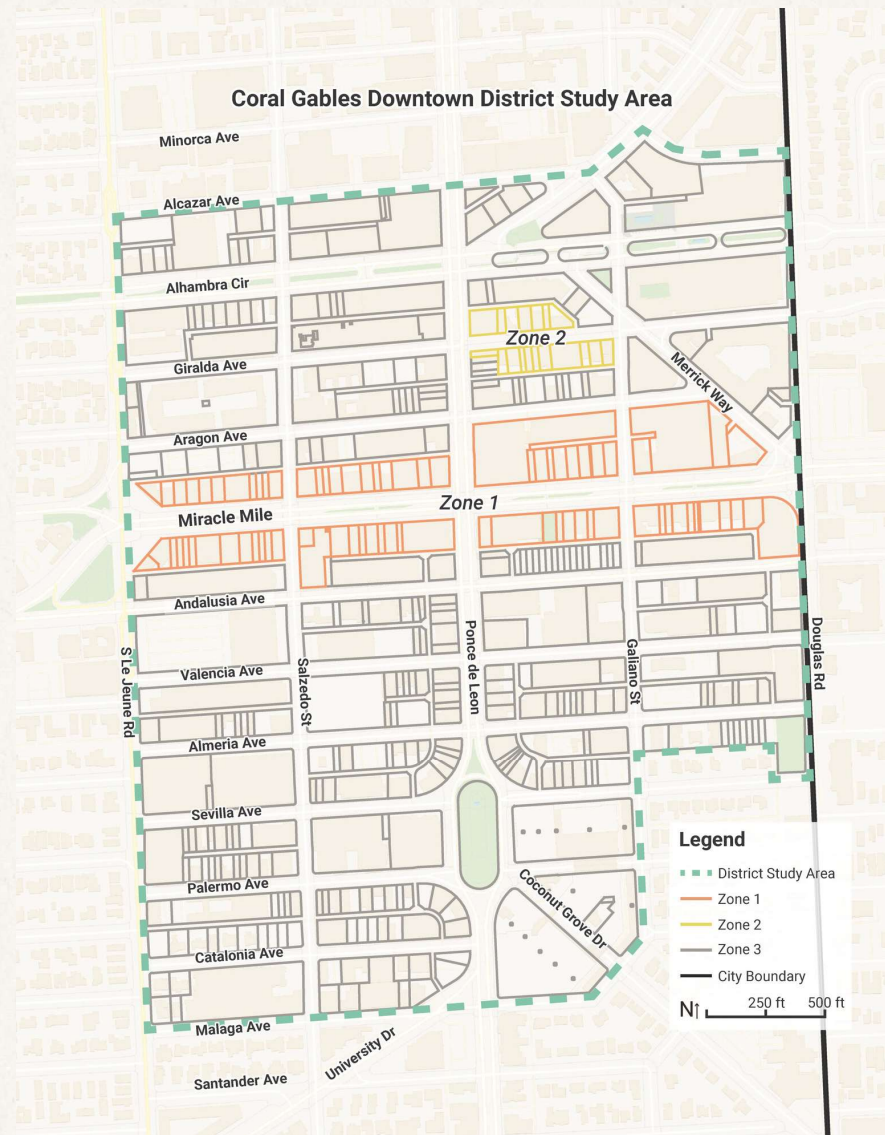 Coral Gables Downtown District Study Area
Minorca Ave
Alcazar Ave
Alhambra Cir
Zone 2
Giralda Ave
Merrick Way
Aragon Ave
Zone 1
Miracle Mile
Andalusia Ave
S Le Jeune Rd
Salzedo St
Ponce de Leon
Galiano St
Douglas Rd
Valencia Ave
Almeria Ave
Sevilla Ave
Palermo Ave
Coconut Grove Dr
Catalonia Ave
Malaga Ave
University Dr
Santander Ave
Legend
District Study Area
Zone 1
Zone 2
Zone 3
City Boundary
N↑
250 ft
500 ft